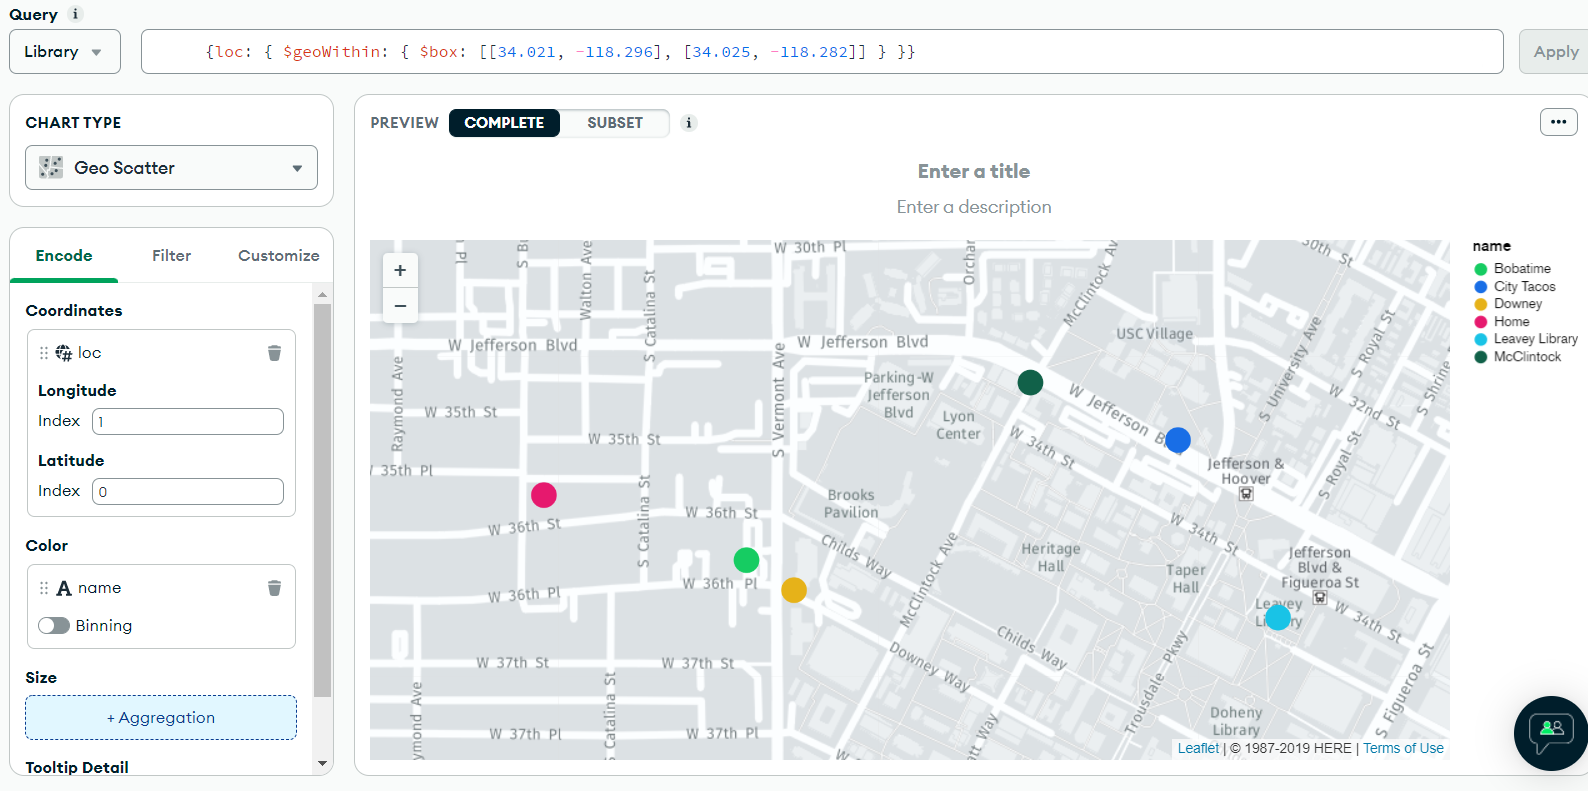 Query i
Library
{loc: { $geoWithin: { $box: [[34.021, -118.296], [34.025, -118.282]] } }}
Apply
CHART TYPE
Geo Scatter
Encode
Filter
Customize
Coordinates
loc
Longitude
Index 1
Latitude
Index 0
Color
A name
Binning
Size
+ Aggregation
Tooltip Detail
PREVIEW
COMPLETE
SUBSET
i
Enter a title
Enter a description
+
−
W 30th Pl
30th St
Walton Ave
S Catalina St
Orchar
McClintock Av
USC Village
S University Ave
S Royal St
S Shrine
W Jefferson Blvd
W Jefferson Blvd
Raymond Ave
S Vermont Ave
Parking-W
Jefferson
Blvd
Lyon
Center
W Jefferson B
W 32nd St
W 35th St
W 35th St
W 34th St
S Royal St
Jefferson &
Hoover
35th Pl
S Catalina St
Brooks
Pavilion
W 36th St
W 36th St
Childs Way
McClintock Ave
Heritage
Hall
W 34th St
Taper
Hall
Jefferson
Blvd &
Figueroa St
W 36th Pl
W 36th Pl
Leavey
Library
W 34th St
Childs Way
Downey Way
Trousdale Pkwy
W 37th St
W 37th St
S Figueroa St
ymond Ave
S Catalina St
W 37th Pl
W 37th Pl
att Way
Doheny
Library
Leaflet | © 1987-2019 HERE | Terms of Use
name
Bobatime
City Tacos
Downey
Home
Leavey Library
McClintock